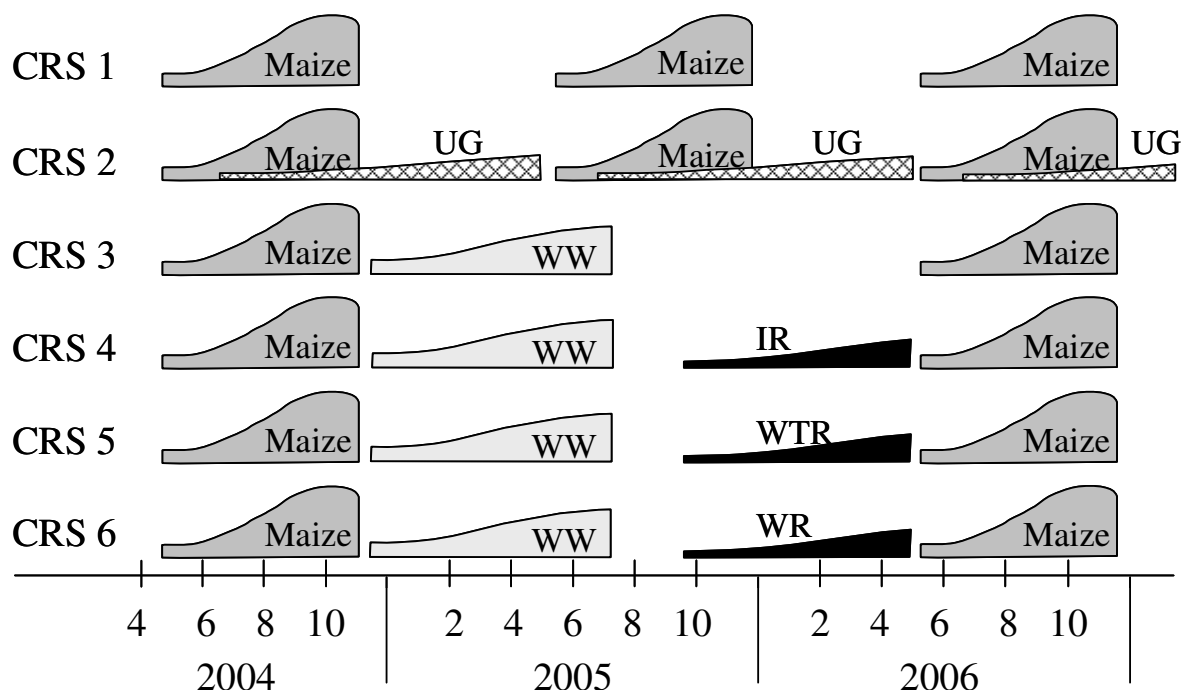 CRS 1 Maize Maize Maize
CRS 2 Maize UG Maize UG Maize UG
CRS 3 Maize WW Maize
CRS 4 Maize WW IR Maize
CRS 5 Maize WW WTR Maize
CRS 6 Maize WW WR Maize
4 6 8 10 2 4 6 8 10 2 4 6 8 10
2004 2005 2006